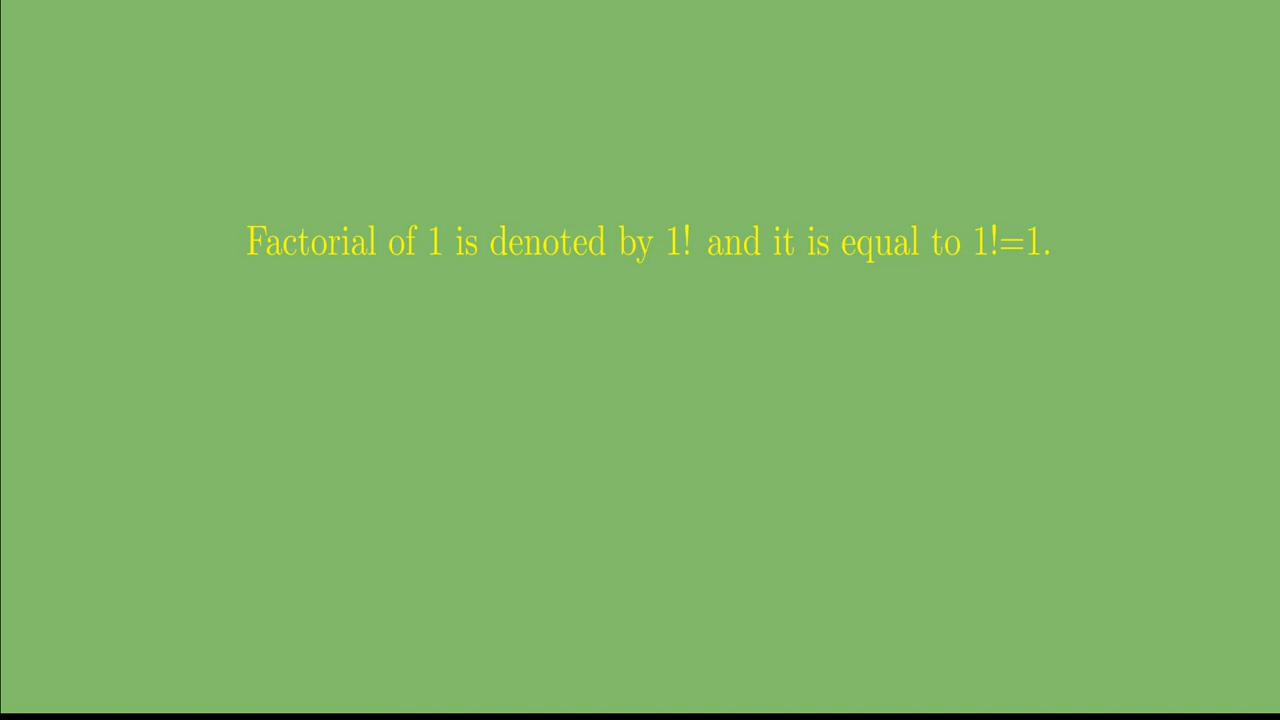 Factorial of 1 is denoted by 1! and it is equal to 1!=1.